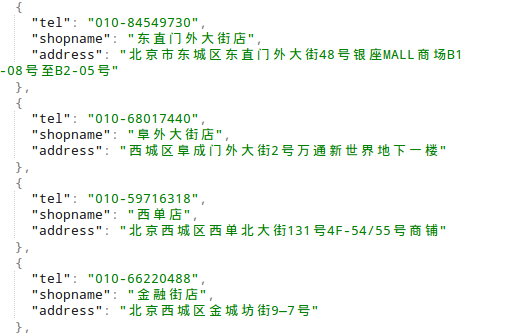 {
"tel": "010-84549730",
"shopname": "东直门外大街店",
"address": "北京市东城区东直门外大街48号银座MALL商场B1
-08号至B2-05号"
},
{
"tel": "010-68017440",
"shopname": "阜外大街店",
"address": "西城区阜成门外大街2号万通新世界地下一楼"
},
{
"tel": "010-59716318",
"shopname": "西单店",
"address": "北京西城区西单北大街131号4F-54/55号商铺"
},
{
"tel": "010-66220488",
"shopname": "金融街店",
"address": "北京西城区金城坊街9—7号"
},